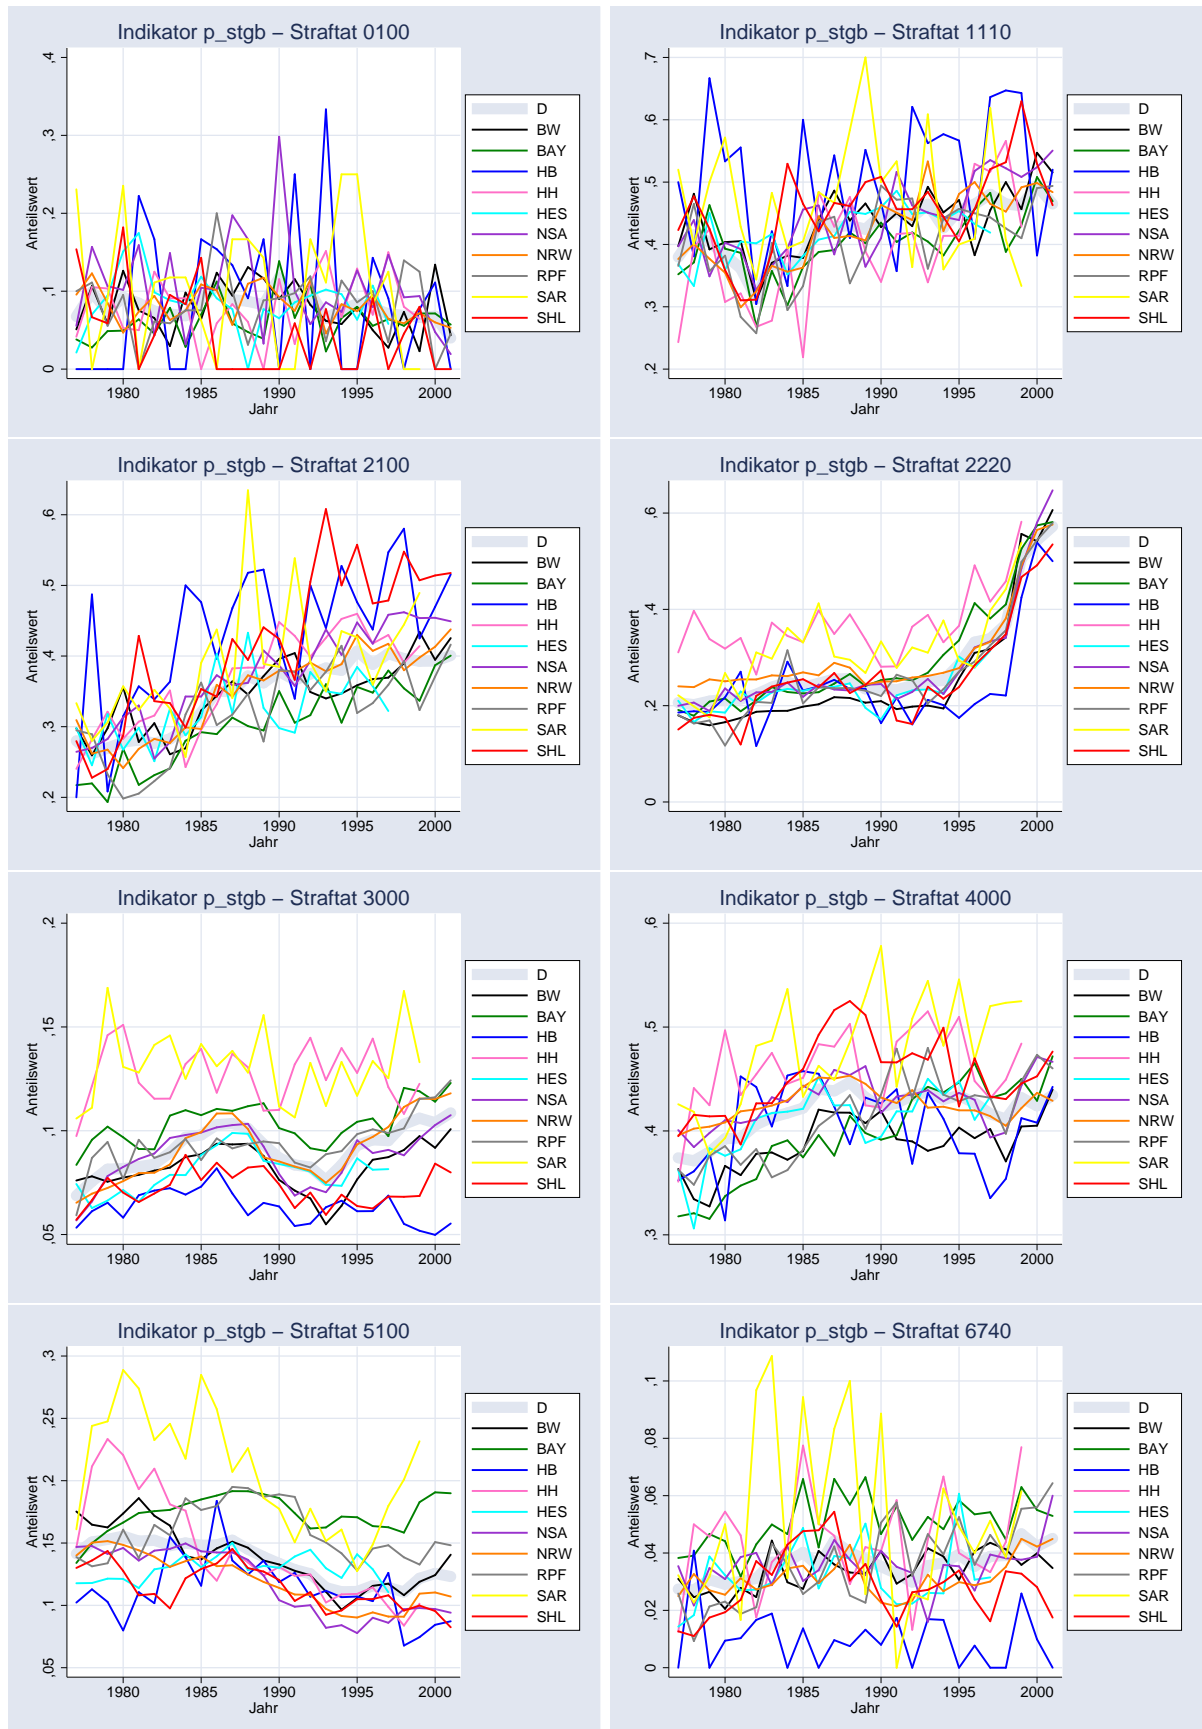 Indikator p_stgb – Straftat 0100
Anteilswert
,4
,3
,2
,1
0
1980 1985 1990 1995 2000
Jahr
D
BW
BAY
HB
HH
HES
NSA
NRW
RPF
SAR
SHL
Indikator p_stgb – Straftat 1110
Anteilswert
,7
,6
,5
,4
,3
,2
1980 1985 1990 1995 2000
Jahr
D
BW
BAY
HB
HH
HES
NSA
NRW
RPF
SAR
SHL
Indikator p_stgb – Straftat 2100
Anteilswert
,6
,5
,4
,3
,2
1980 1985 1990 1995 2000
Jahr
D
BW
BAY
HB
HH
HES
NSA
NRW
RPF
SAR
SHL
Indikator p_stgb – Straftat 2220
Anteilswert
,6
,4
,2
0
1980 1985 1990 1995 2000
Jahr
D
BW
BAY
HB
HH
HES
NSA
NRW
RPF
SAR
SHL
Indikator p_stgb – Straftat 3000
Anteilswert
,2
,15
,1
,05
1980 1985 1990 1995 2000
Jahr
D
BW
BAY
HB
HH
HES
NSA
NRW
RPF
SAR
SHL
Indikator p_stgb – Straftat 4000
Anteilswert
,6
,5
,4
,3
1980 1985 1990 1995 2000
Jahr
D
BW
BAY
HB
HH
HES
NSA
NRW
RPF
SAR
SHL
Indikator p_stgb – Straftat 5100
Anteilswert
,3
,25
,2
,15
,1
,05
1980 1985 1990 1995 2000
Jahr
D
BW
BAY
HB
HH
HES
NSA
NRW
RPF
SAR
SHL
Indikator p_stgb – Straftat 6740
Anteilswert
,1
,08
,06
,04
,02
0
1980 1985 1990 1995 2000
Jahr
D
BW
BAY
HB
HH
HES
NSA
NRW
RPF
SAR
SHL